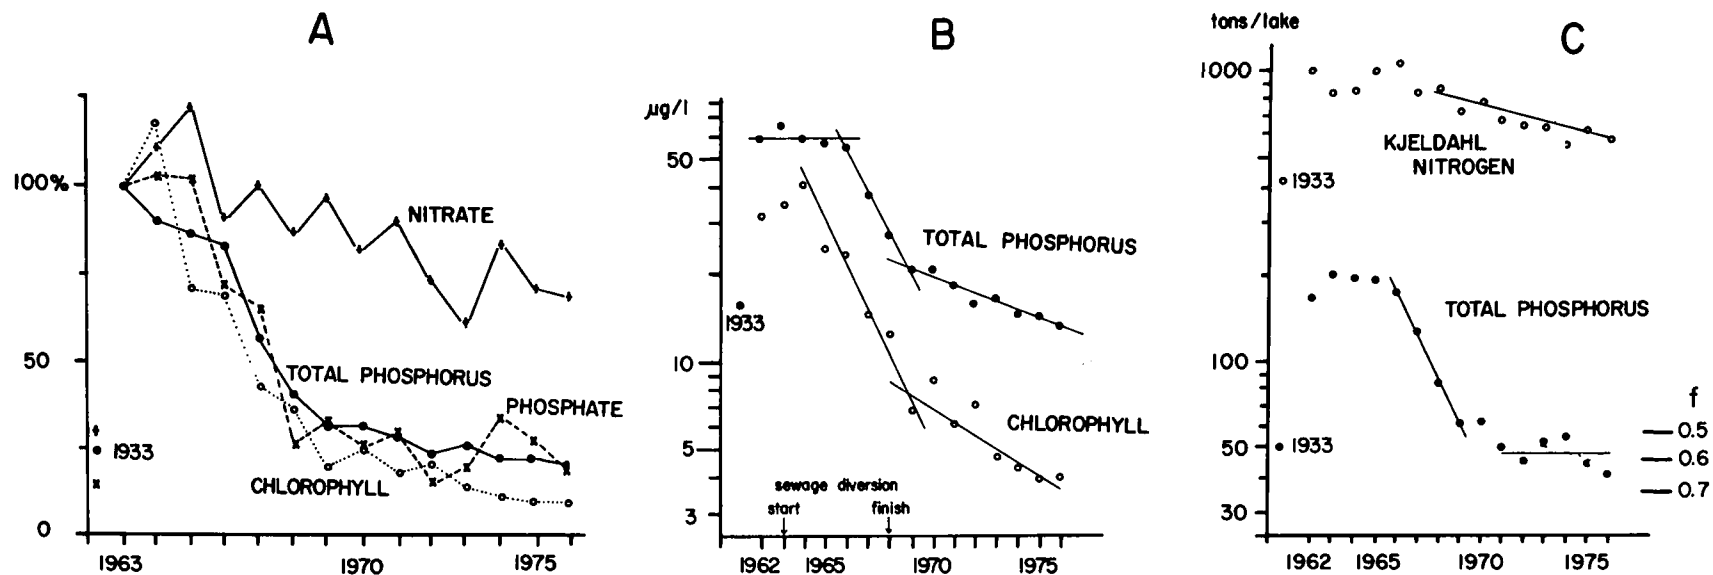 A
100%
50
0
1933
NITRATE
TOTAL PHOSPHORUS
PHOSPHATE
CHLOROPHYLL
1963
1970
1975
B
µg/l
50
10
5
3
1933
TOTAL PHOSPHORUS
CHLOROPHYLL
sewage diversion
start
finish
1962
1965
1970
1975
C
tons/lake
1000
100
50
30
KJELDAHL
NITROGEN
1933
TOTAL PHOSPHORUS
1933
f
0.5
0.6
0.7
1962
1965
1970
1975